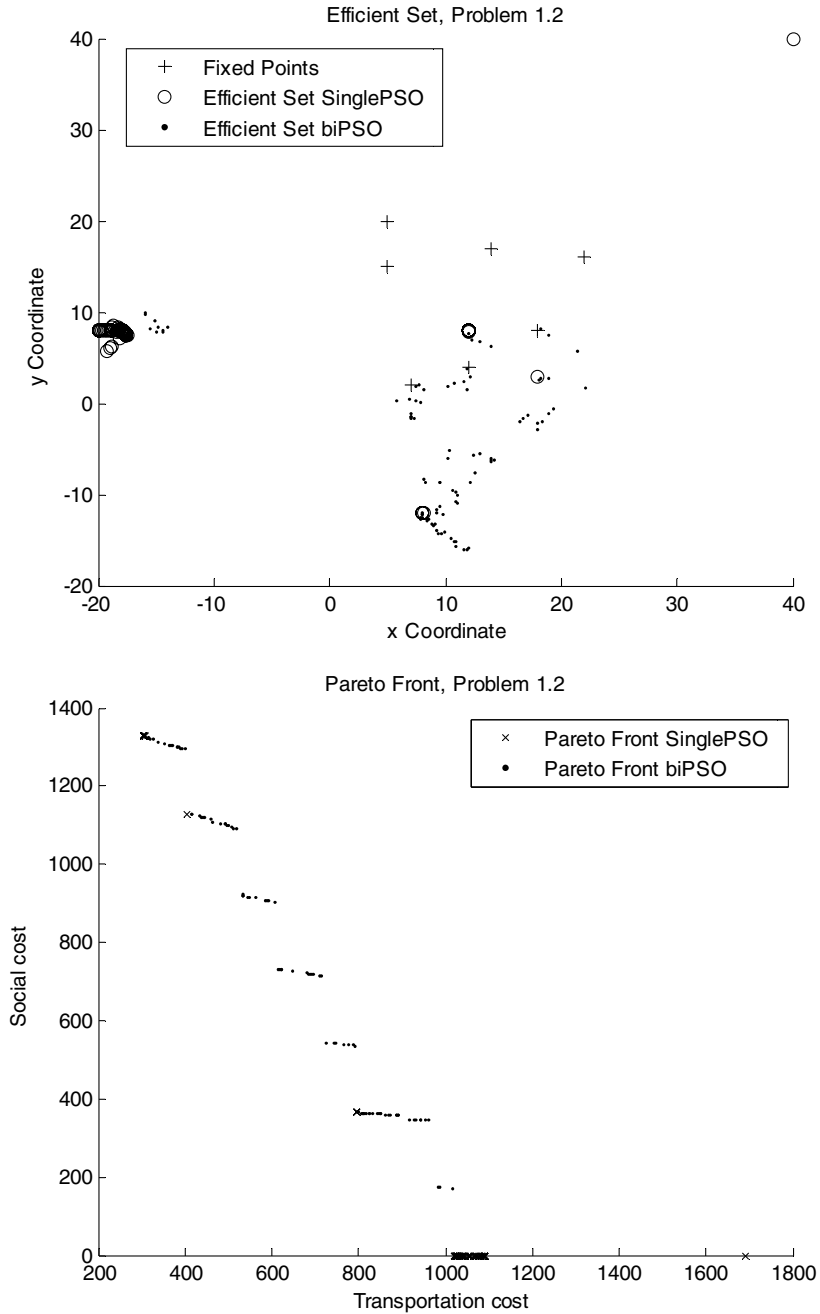 Efficient Set, Problem 1.2
40
30
20
10
0
-10
-20
y Coordinate
Fixed Points
Efficient Set SinglePSO
Efficient Set biPSO
-20 -10 0 10 20 30 40
x Coordinate
Pareto Front, Problem 1.2
1400
1200
1000
800
600
400
200
0
Social cost
Pareto Front SinglePSO
Pareto Front biPSO
200 400 600 800 1000 1200 1400 1600 1800
Transportation cost